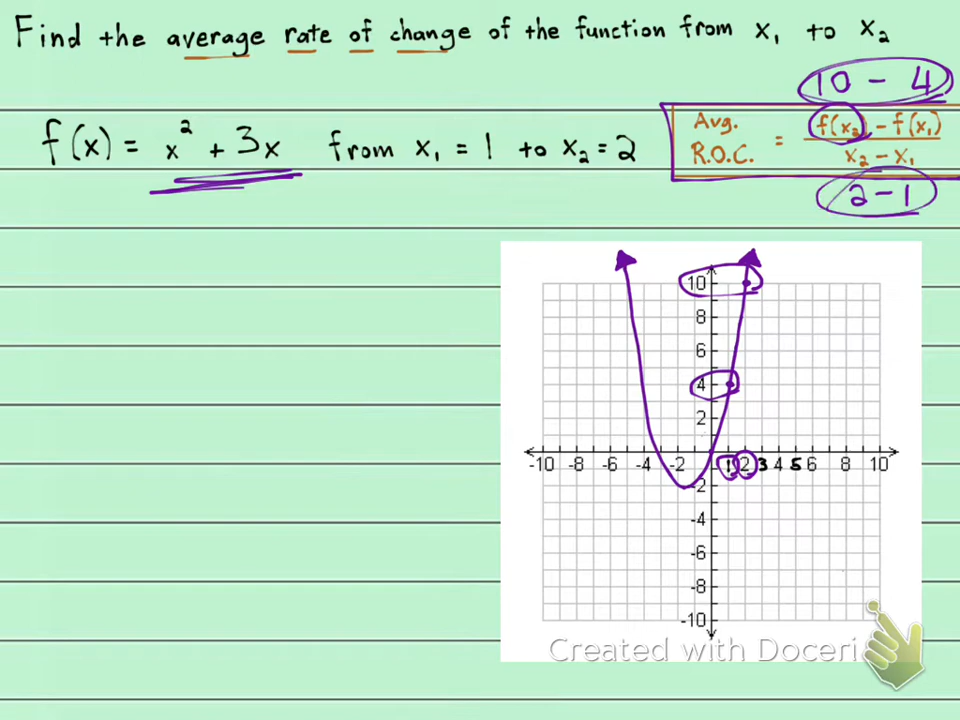 Find the average rate of change of the function from x₁ to x₂
10 - 4
f(x) = x² + 3x from x₁ = 1 to x₂ = 2
Avg. R.O.C. = f(x₂) - f(x₁) / x₂ - x₁
2 - 1
10
8
6
4
2
-10 -8 -6 -4 -2 1 2 3 4 5 6 8 10
-2
-4
-6
-8
-10
Created with Doceri